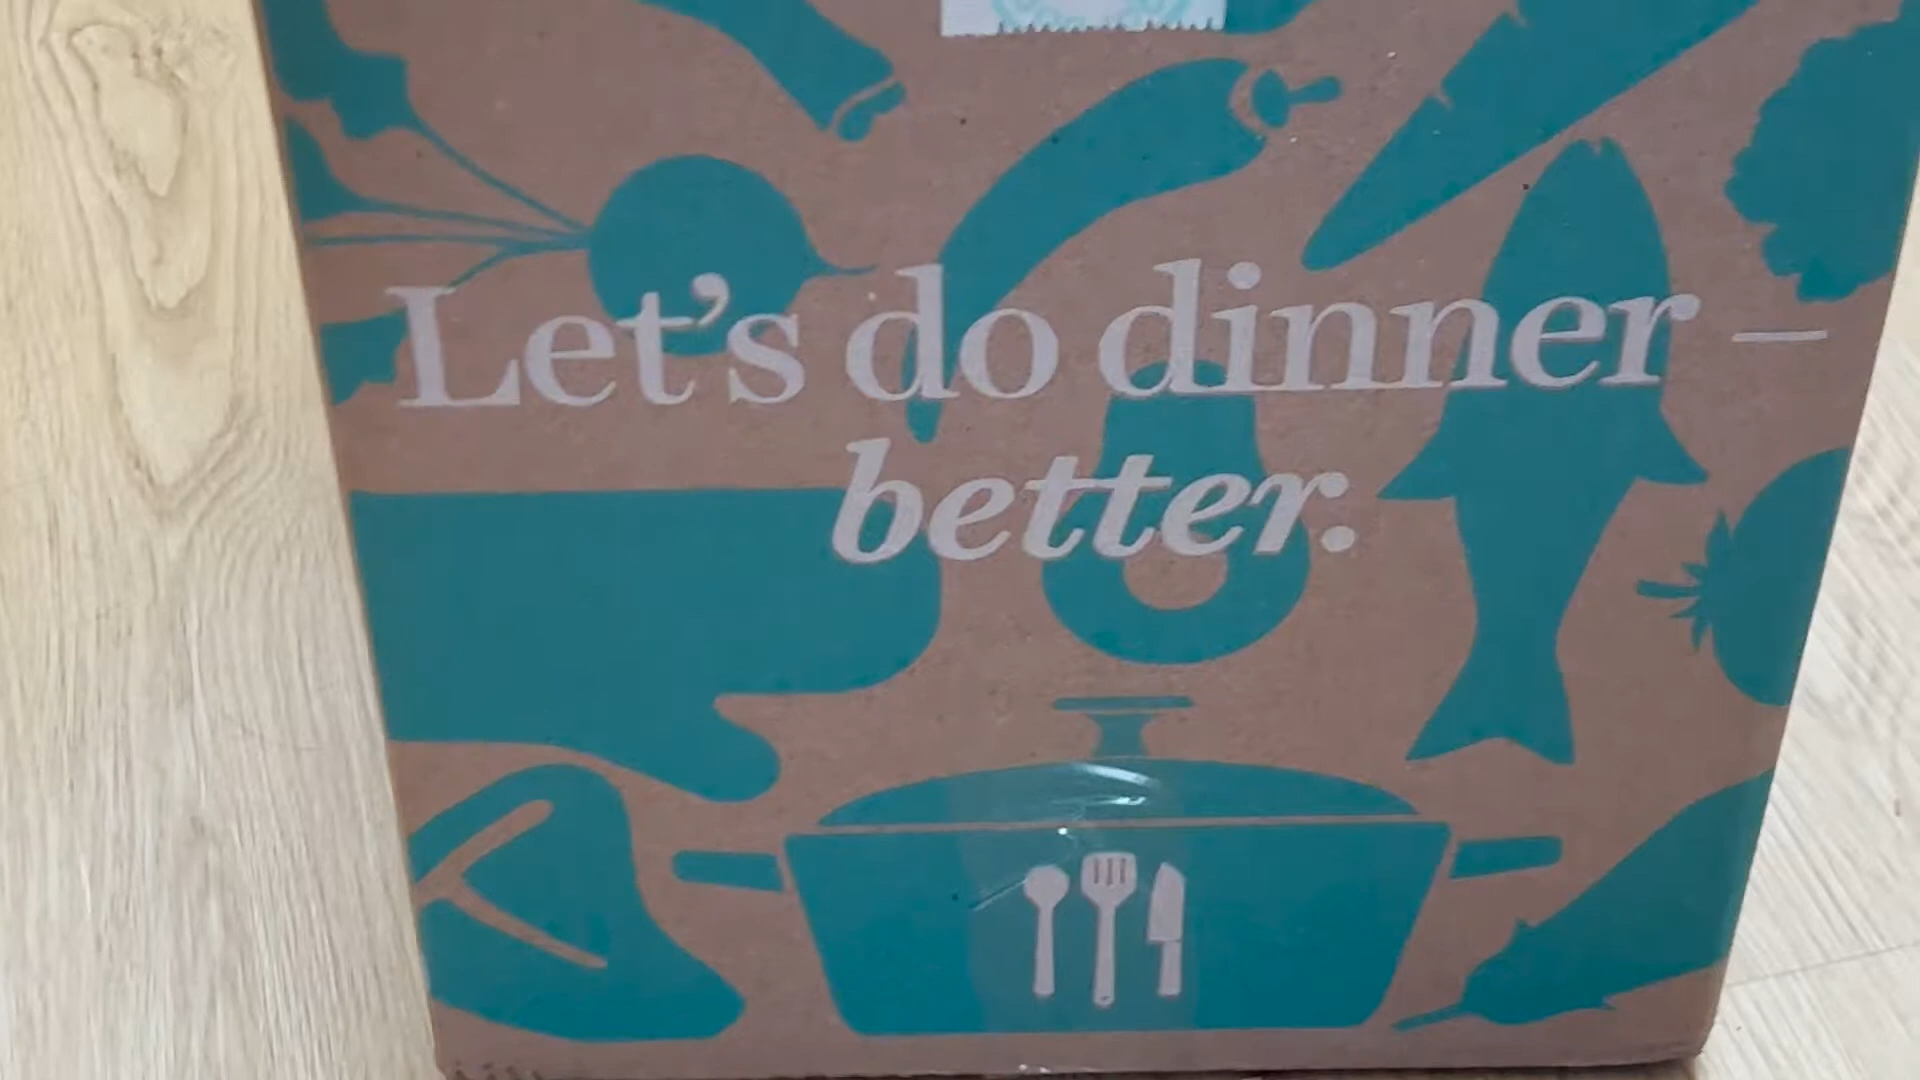 Let's do dinner –
better.